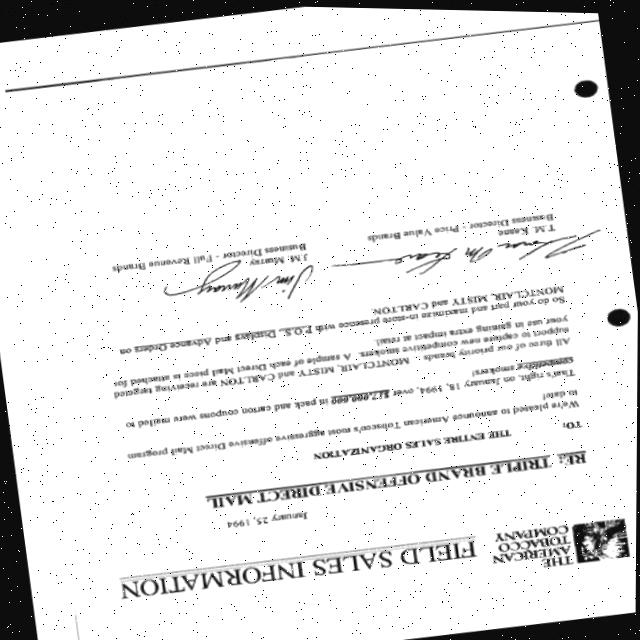 THE
AMERICAN
TOBACCO
COMPANY
FIELD SALES INFORMATION
January 25, 1994
RE: TRIPLE BRAND OFFENSIVE DIRECT MAIL
TO: THE ENTIRE SALES ORGANIZATION
We're pleased to announce American Tobacco's most aggressive, offensive Direct Mail program
to date!
That's right, on January 18, 1994, over 177,000,000 in pack and carton coupons were mailed to
competitive smokers!
All three of our priority brands - MONTCLAIR, MISTY and CARLTON are receiving targeted
support to capture new competitive smokers. A sample of each Direct Mail piece is attached for
your use in gaining extra impact at retail.
So do your part and maximize in-store presence with P.O.S., Displays and Advance Orders on
MONTCLAIR, MISTY and CARLTON.
Jim Murray
T.M. Keane
Business Director - Price Value Brands
J.M. Murray
Business Director - Full Revenue Brands